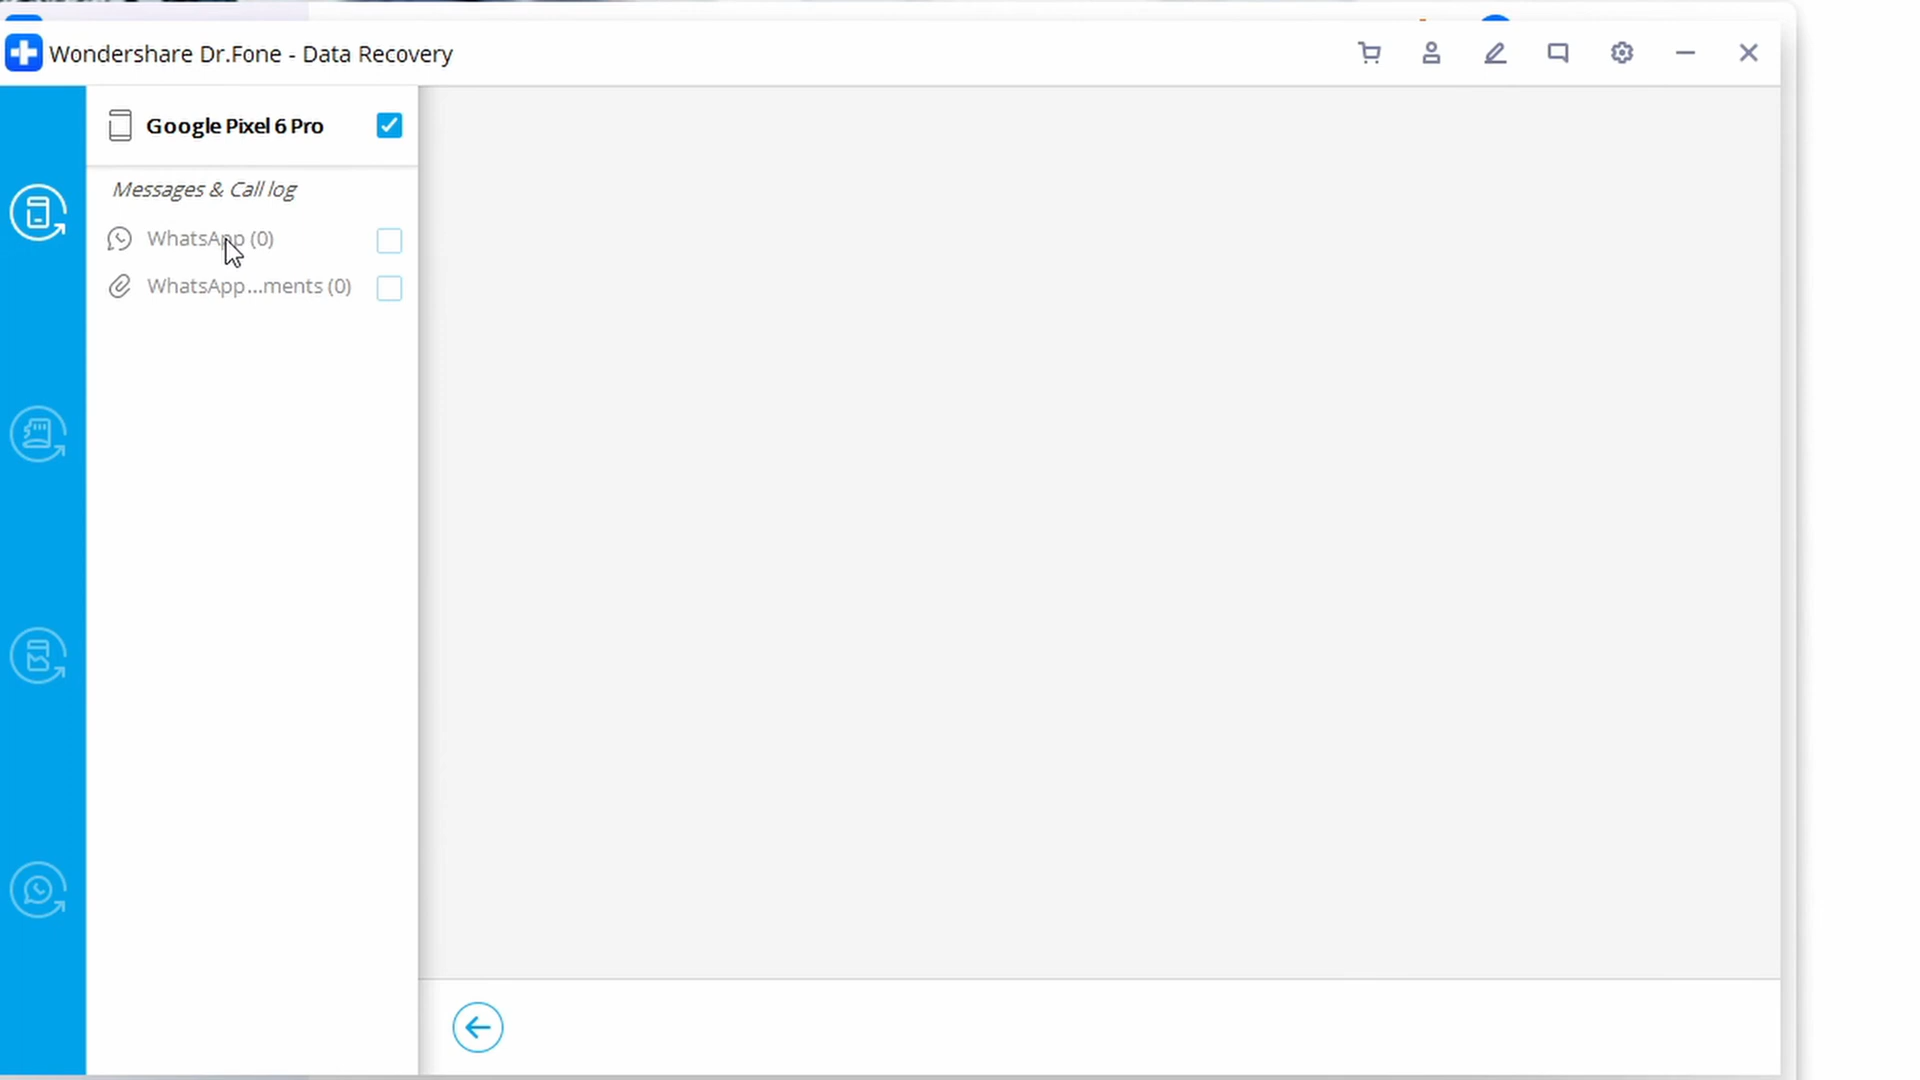 Wondershare Dr.Fone - Data Recovery
Google Pixel 6 Pro
Messages & Call log
WhatsApp (0)
WhatsApp...ments (0)